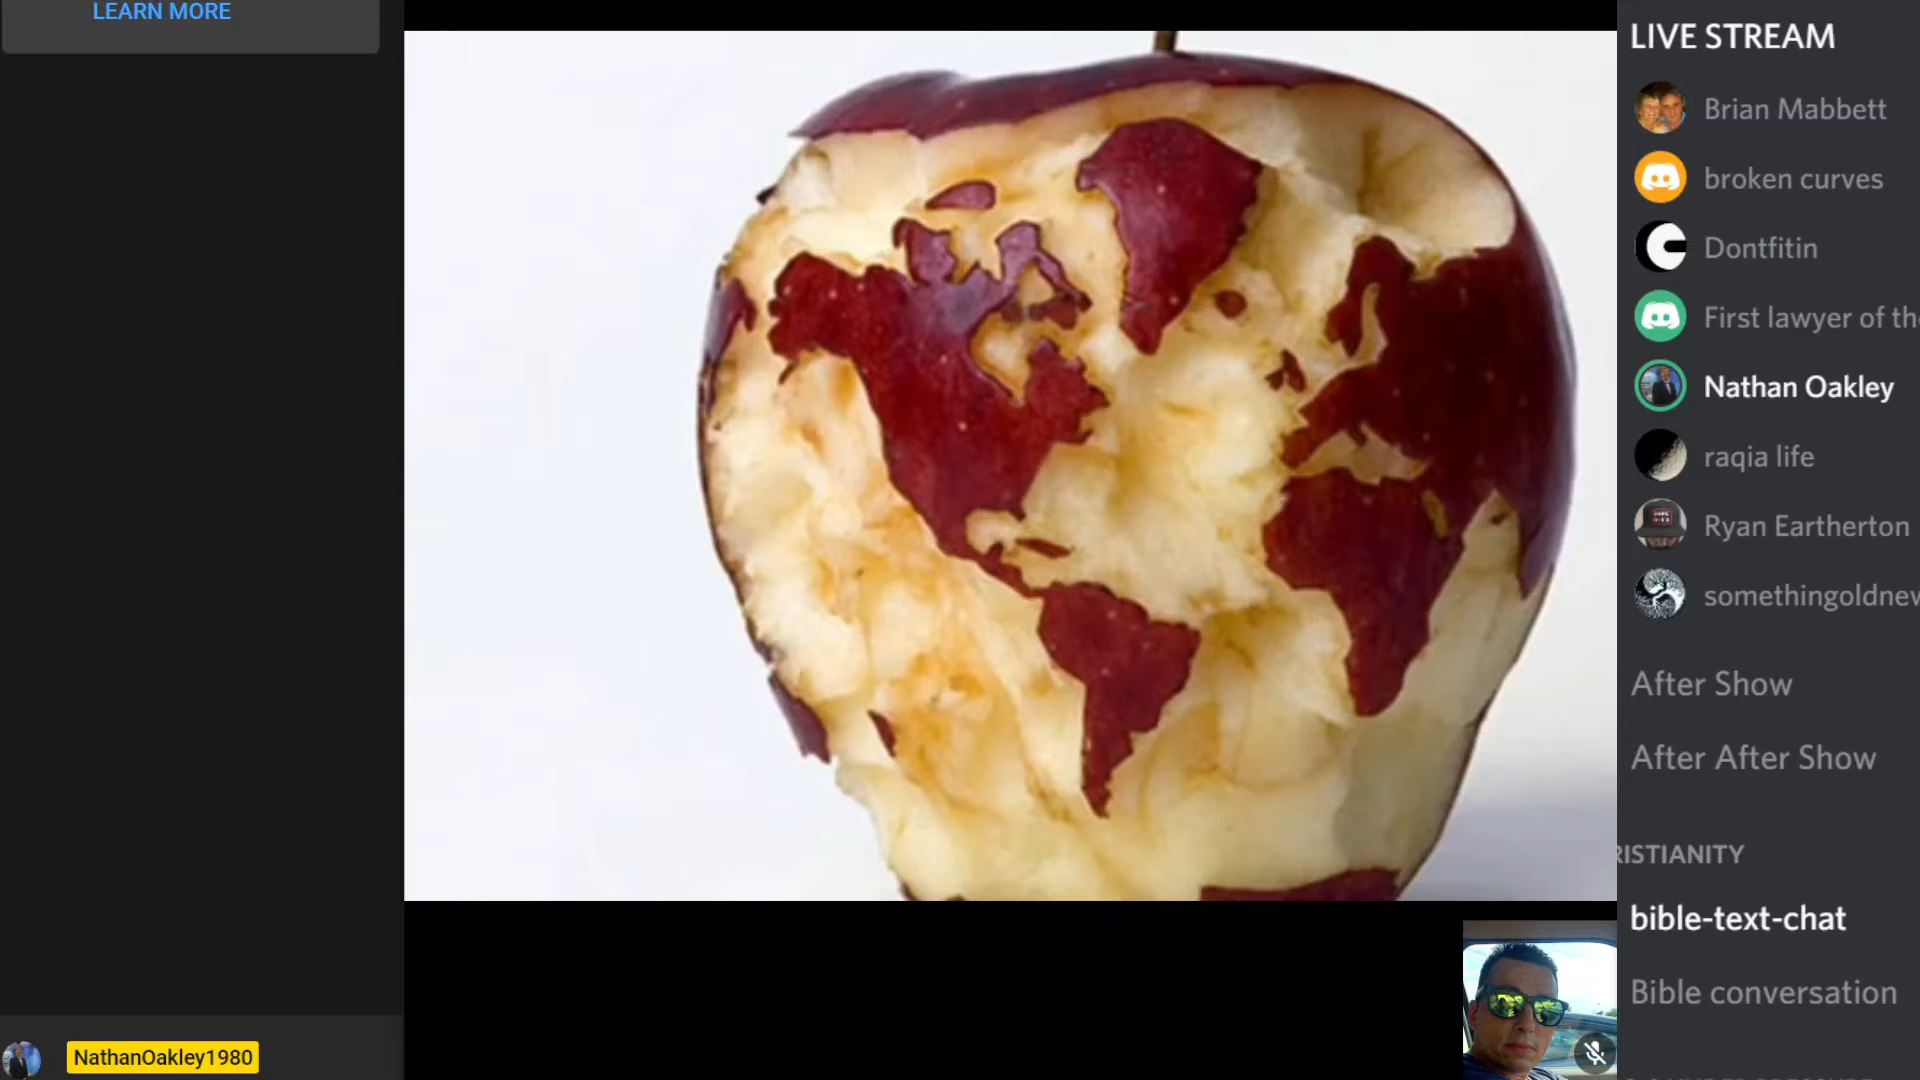 LEARN MORE
NathanOakley1980
LIVE STREAM
Brian Mabbett
broken curves
Dontfitin
First lawyer of th
Nathan Oakley
raqia life
Ryan Eartherton
somethingoldnew
After Show
After After Show
RISTIANITY
bible-text-chat
Bible conversation